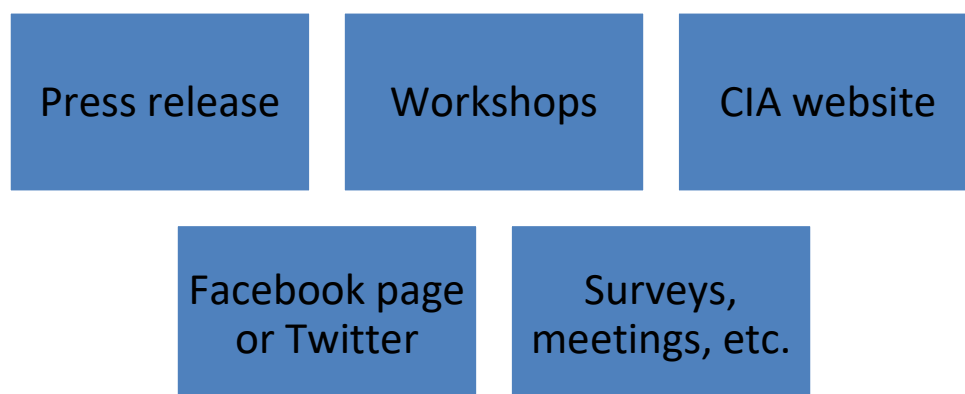 Press release
Workshops
CIA website
Facebook page
or Twitter
Surveys,
meetings, etc.